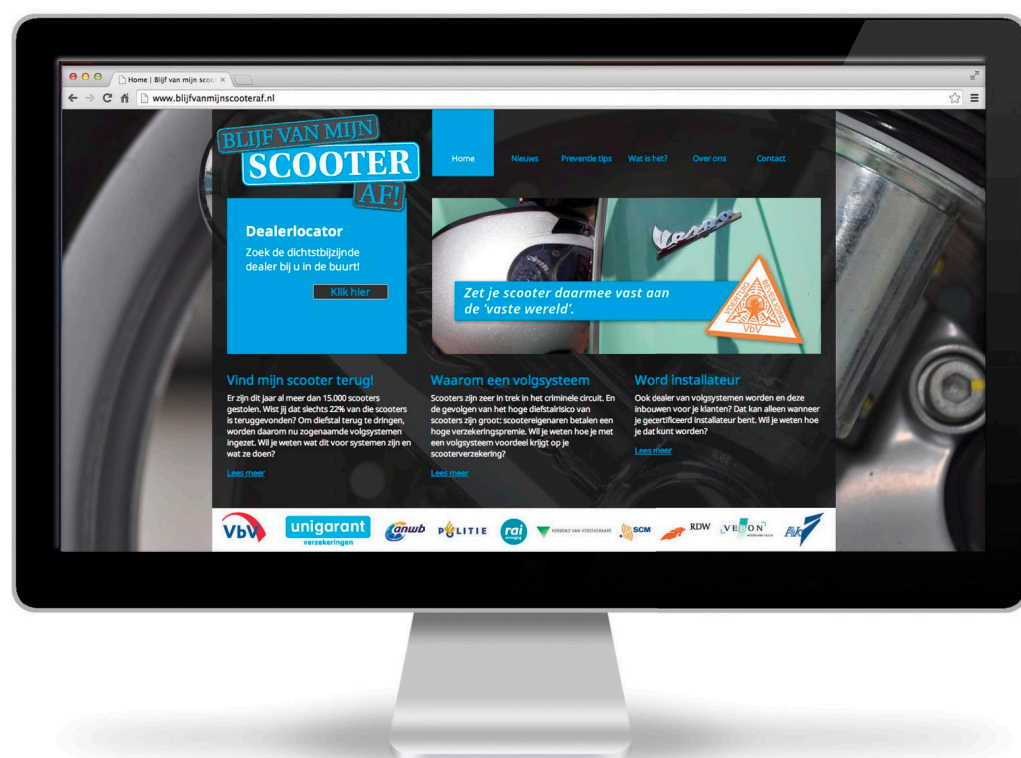 Home | Blijf van mijn scoot
www.blijfvanmijnscooteraf.nl
BLIJF VAN MIJN
SCOOTER
AF!
Home
Nieuws
Preventie tips
Wat is het?
Over ons
Contact
Dealerlocator
Zoek de dichtstbijzijnde
dealer bij u in de buurt!
Klik hier
Vespa
Zet je scooter daarmee vast aan
de ‘vaste wereld’.
VOERTUIG
BEVEILIGING
VbV
Vind mijn scooter terug!
Er zijn dit jaar al meer dan 15.000 scooters
gestolen. Wist jij dat slechts 22% van die scooters
is teruggevonden? Om diefstal terug te dringen,
worden daarom nu zogenaamde volgsystemen
ingezet. Wil je weten wat dit voor systemen zijn en
wat ze doen?
Lees meer
Waarom een volgsysteem
Scooters zijn zeer in trek in het criminele circuit. En
de gevolgen van het hoge diefstalrisico van
scooters zijn groot: scootereigenaren betalen een
hoge verzekeringspremie. Wil je weten hoe je met
een volgsysteem voordeel krijgt op je
scooterverzekering?
Lees meer
Word installateur
Ook dealer van volgsystemen worden en deze
inbouwen voor je klanten? Dat kan alleen wanneer
je gecertificeerd installateur bent. Wil je weten hoe
je dat kunt worden?
Lees meer
VbV
unigarant
verzekeringen
anwb
POLITIE
rai
vereniging
VERBOND VAN VERZEKERAARS
SCM
RDW
VEBON